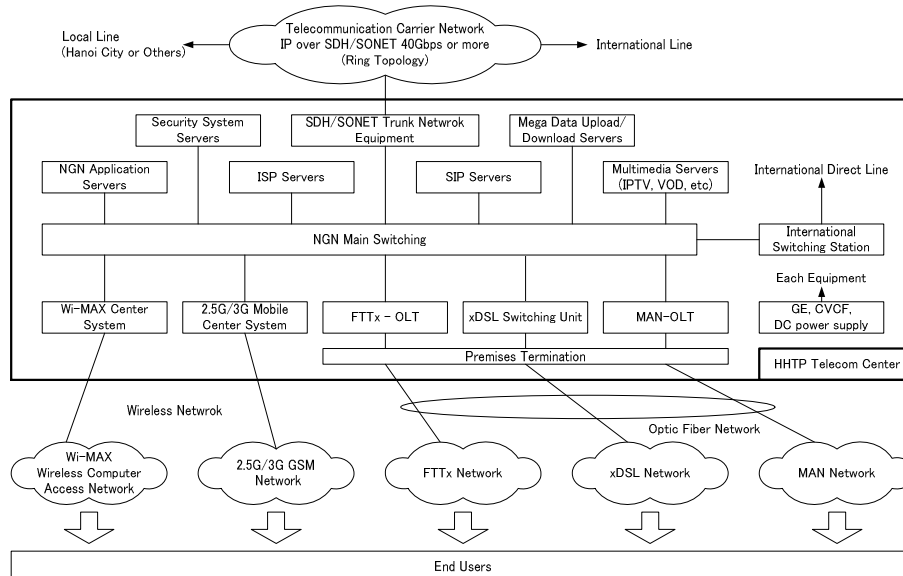 Telecommunication Carrier Network
IP over SDH/SONET 40Gbps or more
(Ring Topology)
Local Line
(Hanoi City or Others)
International Line
Security System
Servers
SDH/SONET Trunk Netwrok
Equipment
Mega Data Upload/
Download Servers
NGN Application
Servers
ISP Servers
SIP Servers
Multimedia Servers
(IPTV, VOD, etc)
International Direct Line
NGN Main Switching
International
Switching Station
Each Equipment
Wi-MAX Center
System
2.5G/3G Mobile
Center System
FTTx - OLT
xDSL Switching Unit
MAN-OLT
GE, CVCF,
DC power supply
Premises Termination
HHTP Telecom Center
Wireless Netwrok
Optic Fiber Network
Wi-MAX
Wireless Computer
Access Network
2.5G/3G GSM
Network
FTTx Network
xDSL Network
MAN Network
End Users